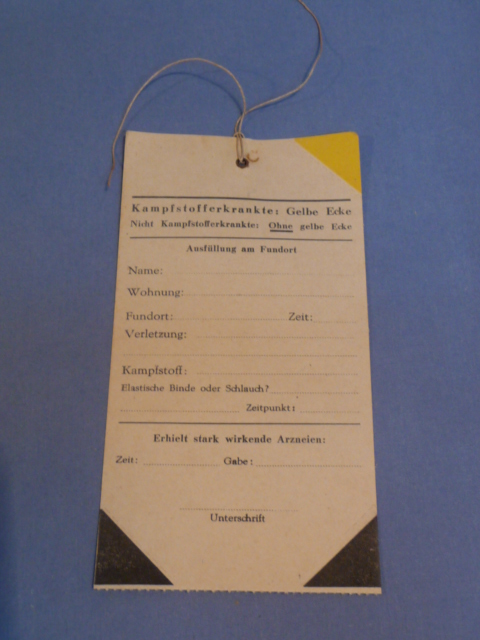 Kampfstofferkrankte: Gelbe Ecke
Nicht Kampfstofferkrankte: Ohne gelbe Ecke
Ausfüllung am Fundort
Name:
Wohnung:
Fundort: Zeit:
Verletzung:
Kampfstoff:
Elastische Binde oder Schlauch?
Zeitpunkt:
Erhielt stark wirkende Arzneien:
Zeit: Gabe:
Unterschrift